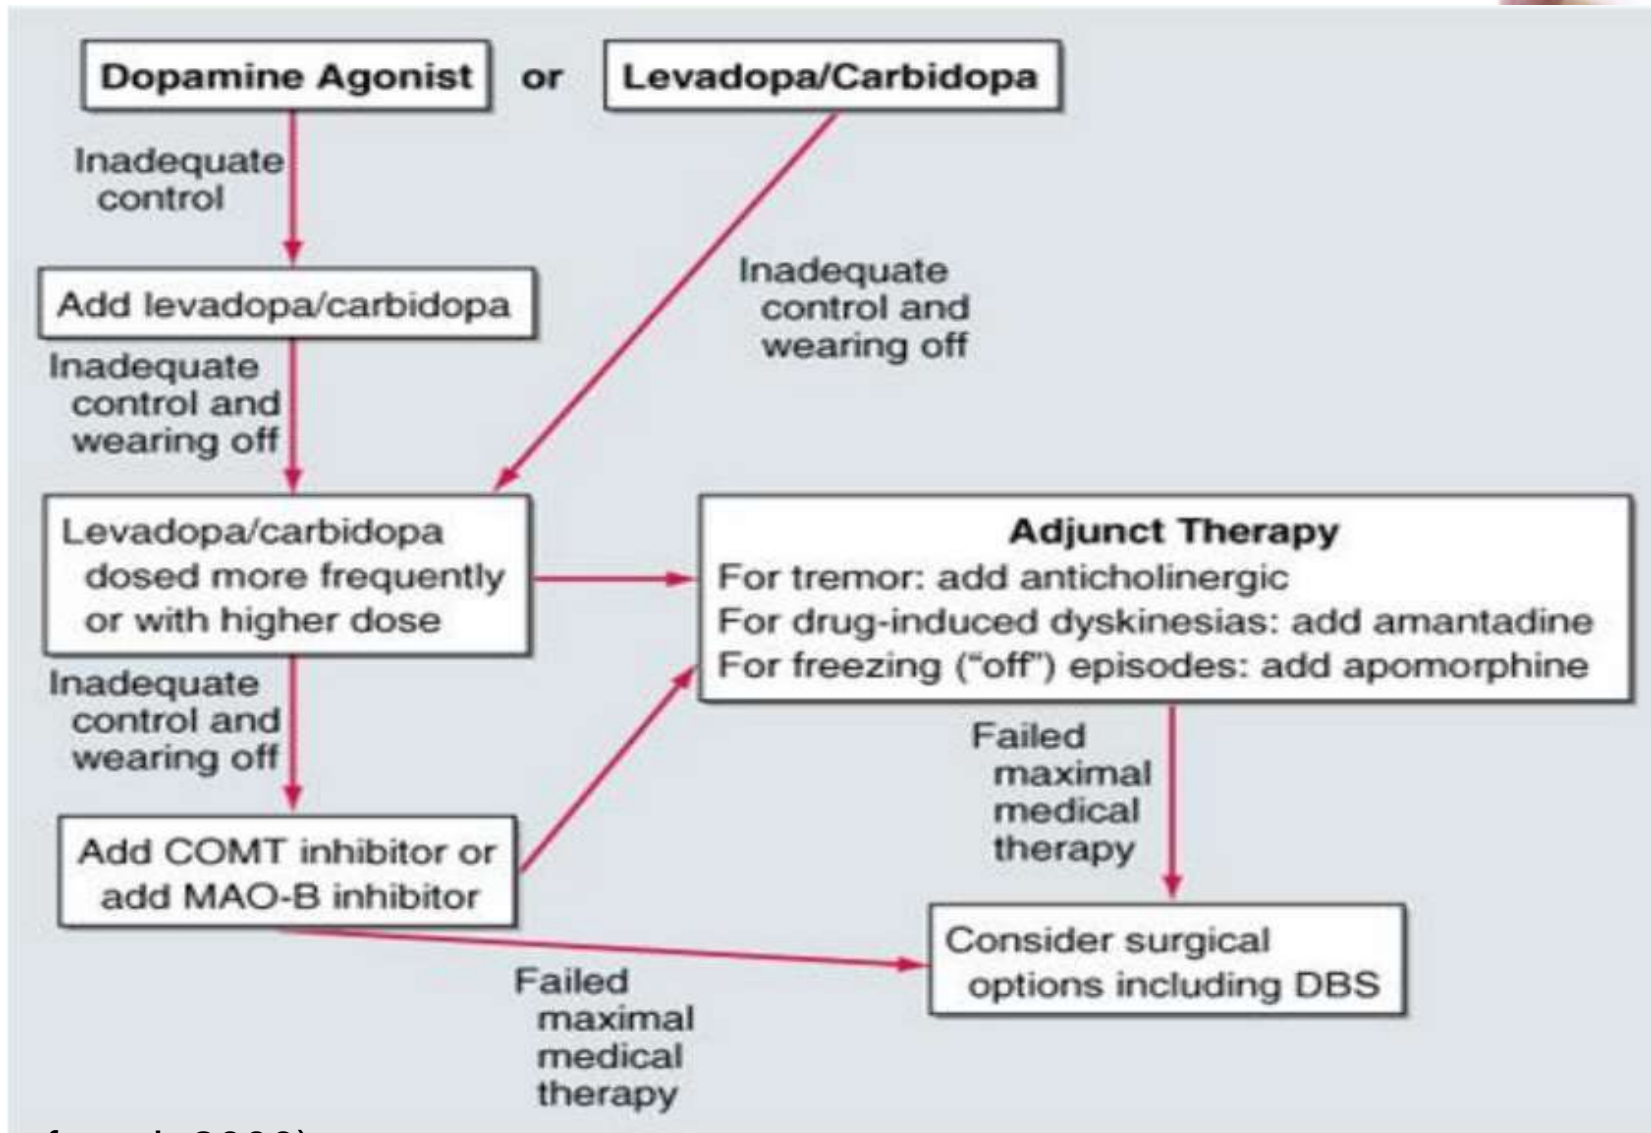 Dopamine Agonist or Levadopa/Carbidopa
Inadequate
control
Add levadopa/carbidopa
Inadequate
control and
wearing off
Inadequate
control and
wearing off
Levadopa/carbidopa
dosed more frequently
or with higher dose
Adjunct Therapy
For tremor: add anticholinergic
For drug-induced dyskinesias: add amantadine
For freezing (“off”) episodes: add apomorphine
Inadequate
control and
wearing off
Failed
maximal
medical
therapy
Add COMT inhibitor or
add MAO-B inhibitor
Consider surgical
options including DBS
Failed
maximal
medical
therapy